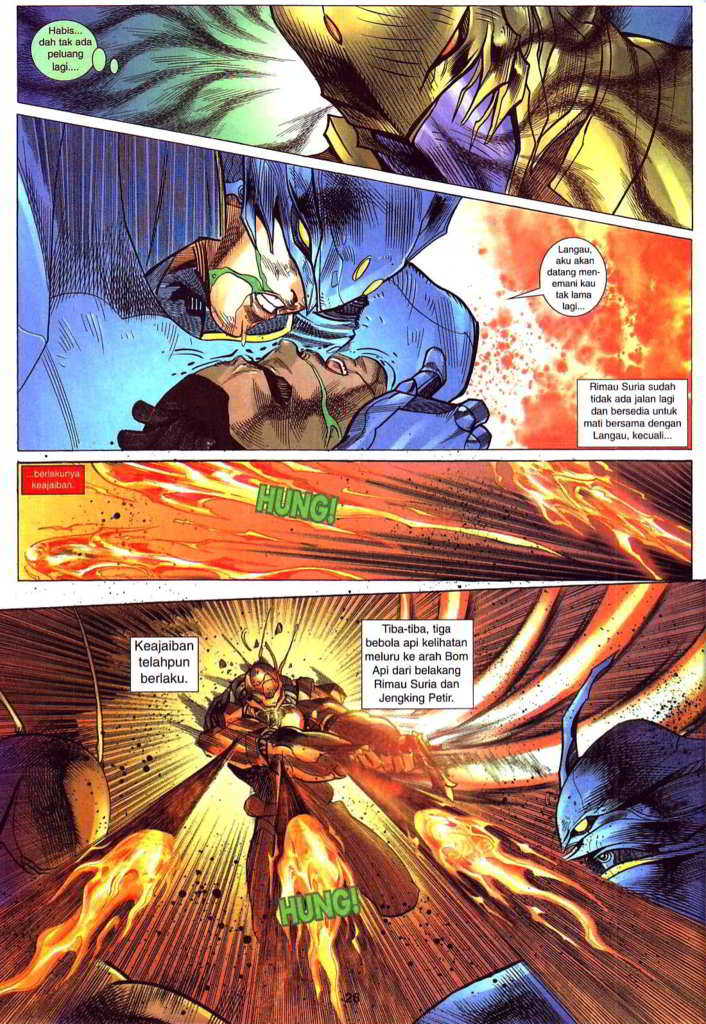 Habis...
dah tak ada
peluang
lagi....
Langau,
aku akan
datang men-
emani kau
tak lama
lagi...
Rimau Suria sudah
tidak ada jalan lagi
dan bersedia untuk
mati bersama dengan
Langau, kecuali...
...berlakunya
keajaiban.
HUNG!
Keajaiban
telahpun
berlaku.
Tiba-tiba, tiga
bebola api kelihatan
meluru ke arah Bom
Api dari belakang
Rimau Suria dan
Jengking Petir.
HUNG!
-26